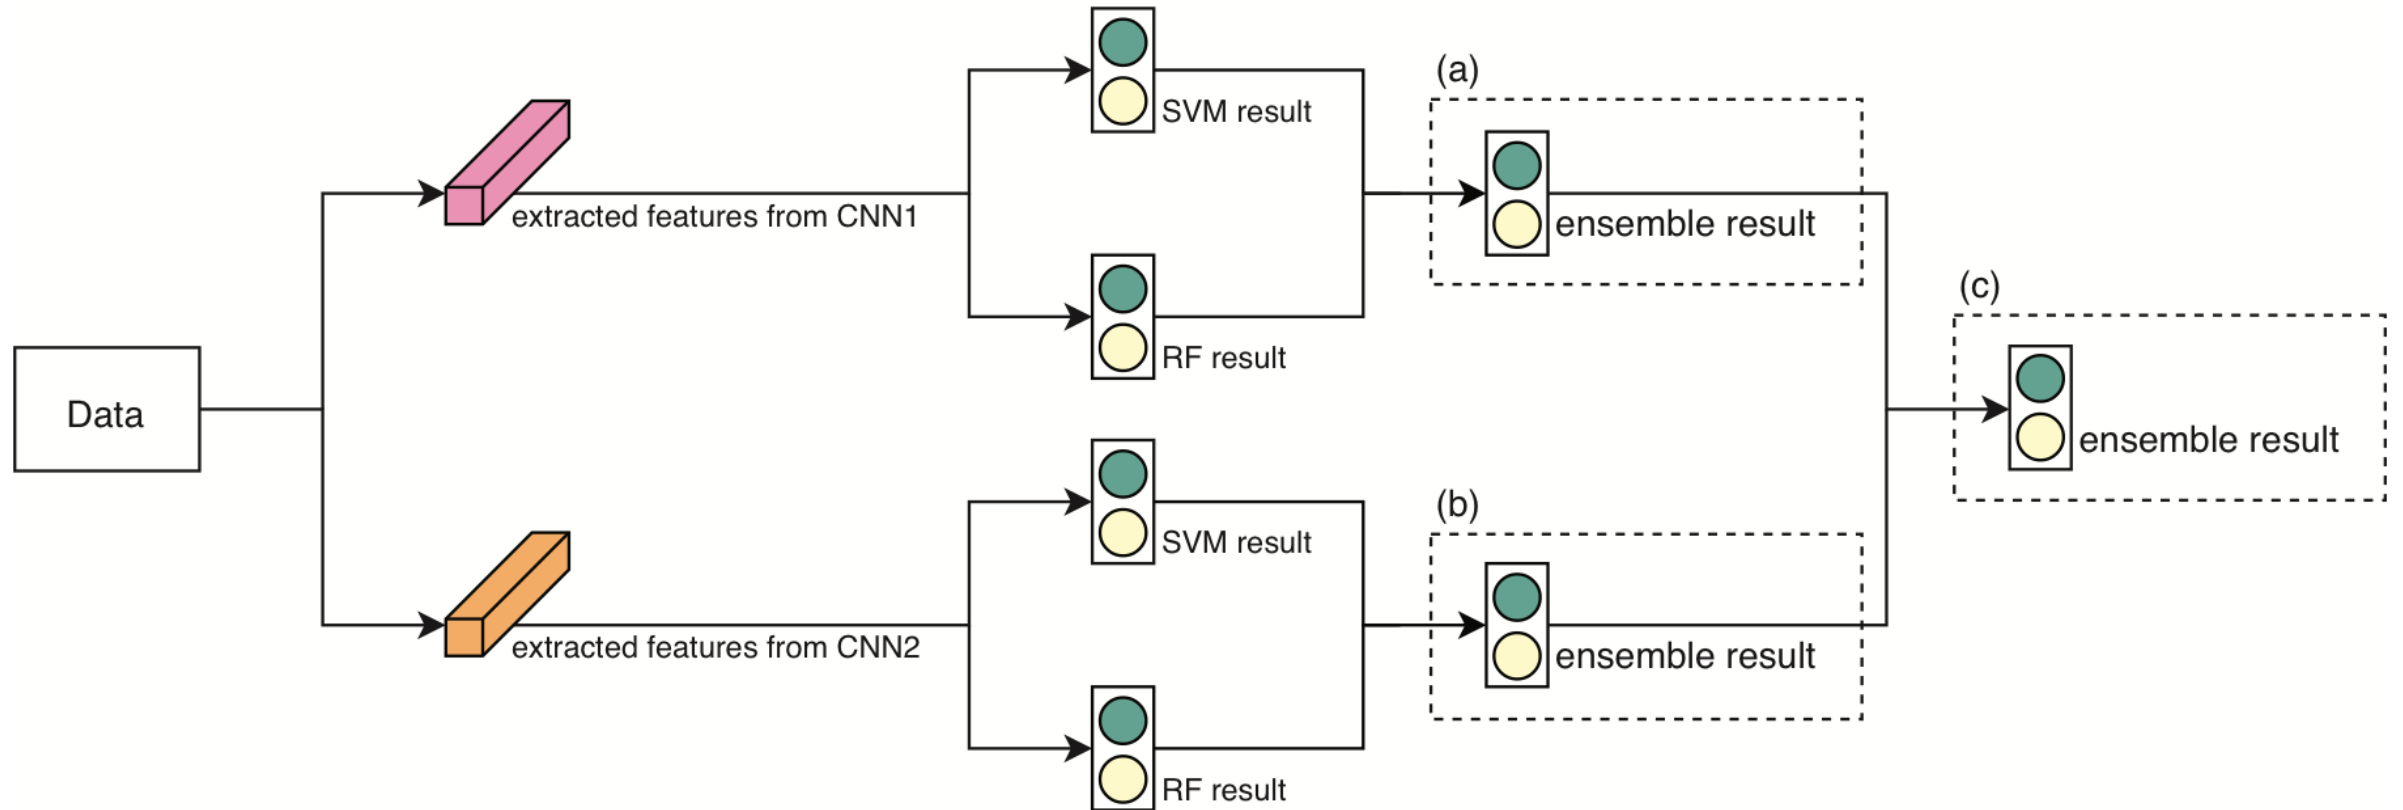 Data
extracted features from CNN1
extracted features from CNN2
SVM result
RF result
SVM result
RF result
(a)
ensemble result
(b)
ensemble result
(c)
ensemble result